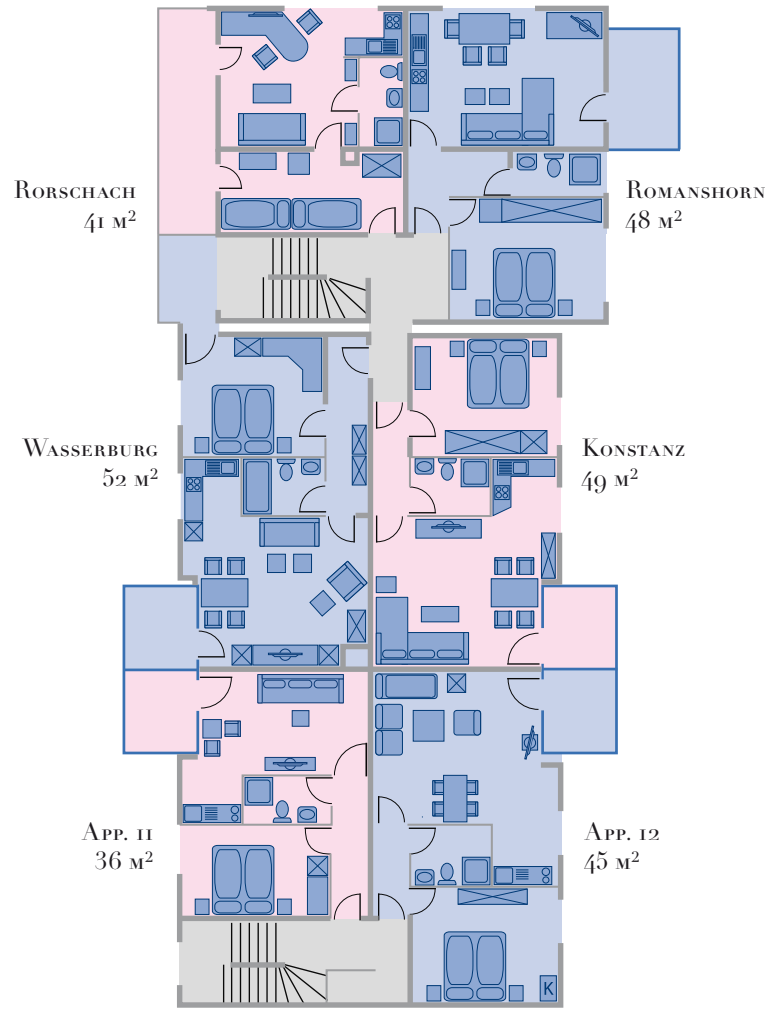 Rorschach
41 m²
Romanshorn
48 m²
Wasserburg
52 m²
Konstanz
49 m²
App. 11
36 m²
App. 12
45 m²
K